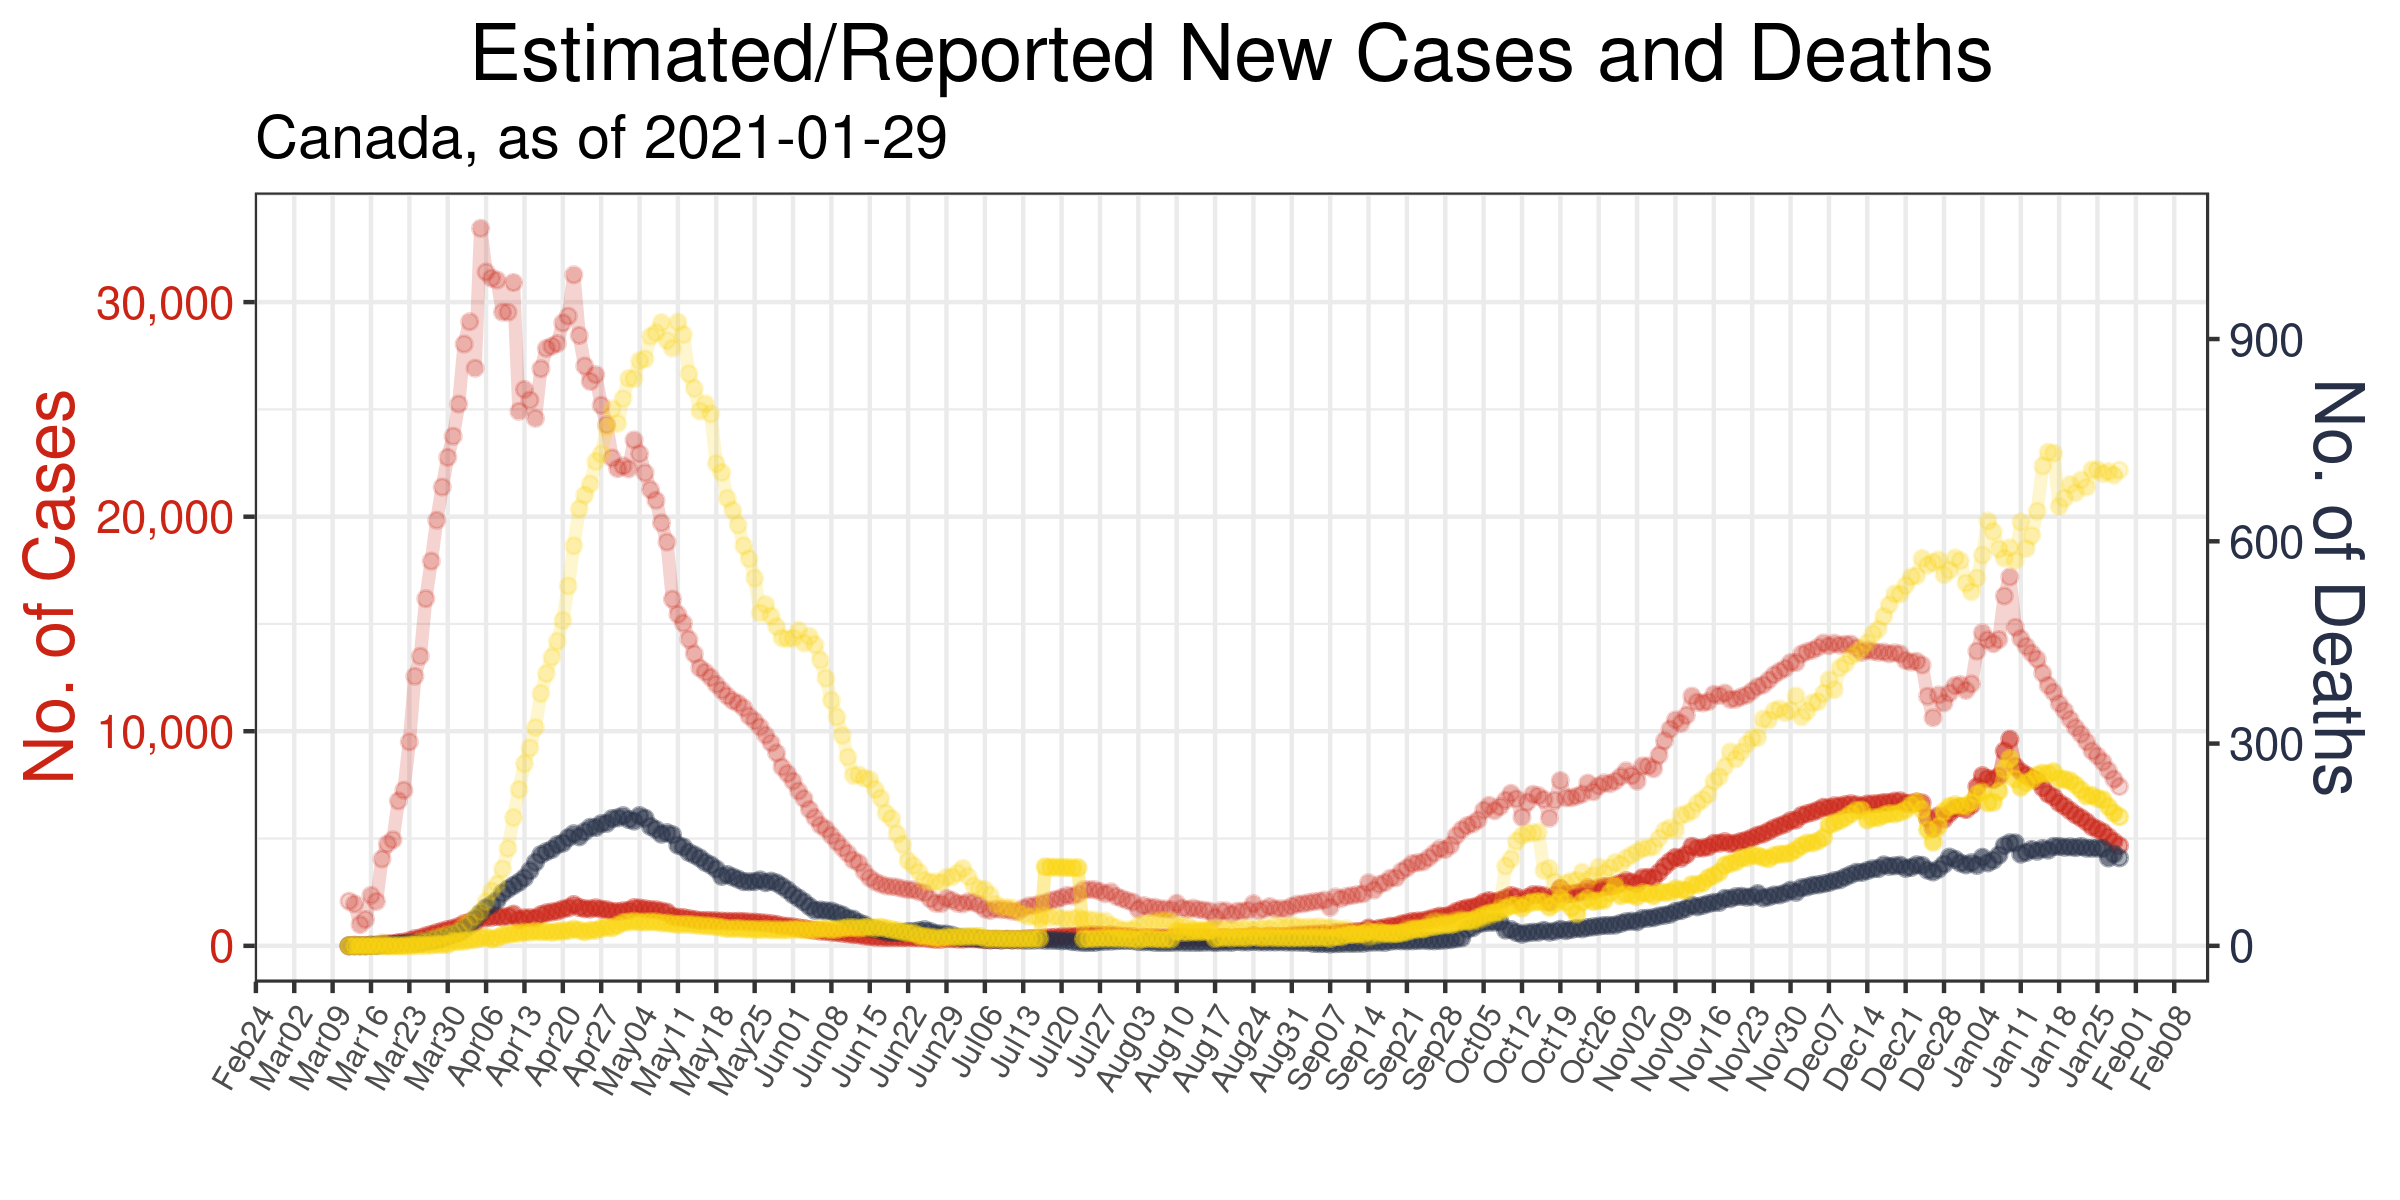 Estimated/Reported New Cases and Deaths
Canada, as of 2021-01-29
No. of Cases
30,000
20,000
10,000
0
900
600
300
0
No. of Deaths
Feb24
Mar02
Mar09
Mar16
Mar23
Mar30
Apr06
Apr13
Apr20
Apr27
May04
May11
May18
May25
Jun01
Jun08
Jun15
Jun22
Jun29
Jul06
Jul13
Jul20
Jul27
Aug03
Aug10
Aug17
Aug24
Aug31
Sep07
Sep14
Sep21
Sep28
Oct05
Oct12
Oct19
Oct26
Nov02
Nov09
Nov16
Nov23
Nov30
Dec07
Dec14
Dec21
Dec28
Jan04
Jan11
Jan18
Jan25
Feb01
Feb08